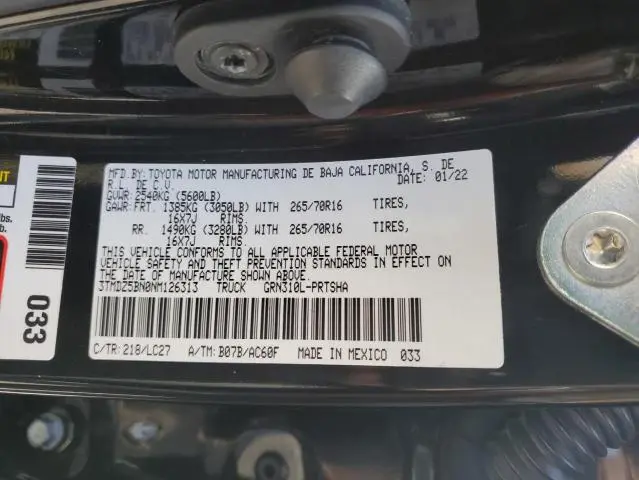 MFD.BY:TOYOTA MOTOR MANUFACTURING DE BAJA CALIFORNIA, S. DE
R.L. DE C.V. DATE: 01/22
GVWR:2540KG (5600LB)
GAWR:FRT. 1385KG (3050LB) WITH 265/70R16 TIRES,
16X7J RIMS.
RR. 1490KG (3280LB) WITH 265/70R16 TIRES,
16X7J RIMS.
THIS VEHICLE CONFORMS TO ALL APPLICABLE FEDERAL MOTOR
VEHICLE SAFETY AND THEFT PREVENTION STANDARDS IN EFFECT ON
THE DATE OF MANUFACTURE SHOWN ABOVE.
3TMDZ5BN0NM126313 TRUCK GRN310L-PRTSHA
C/TR:218/LC27 A/TM:B07B/AC60F MADE IN MEXICO 033
lbs.
033